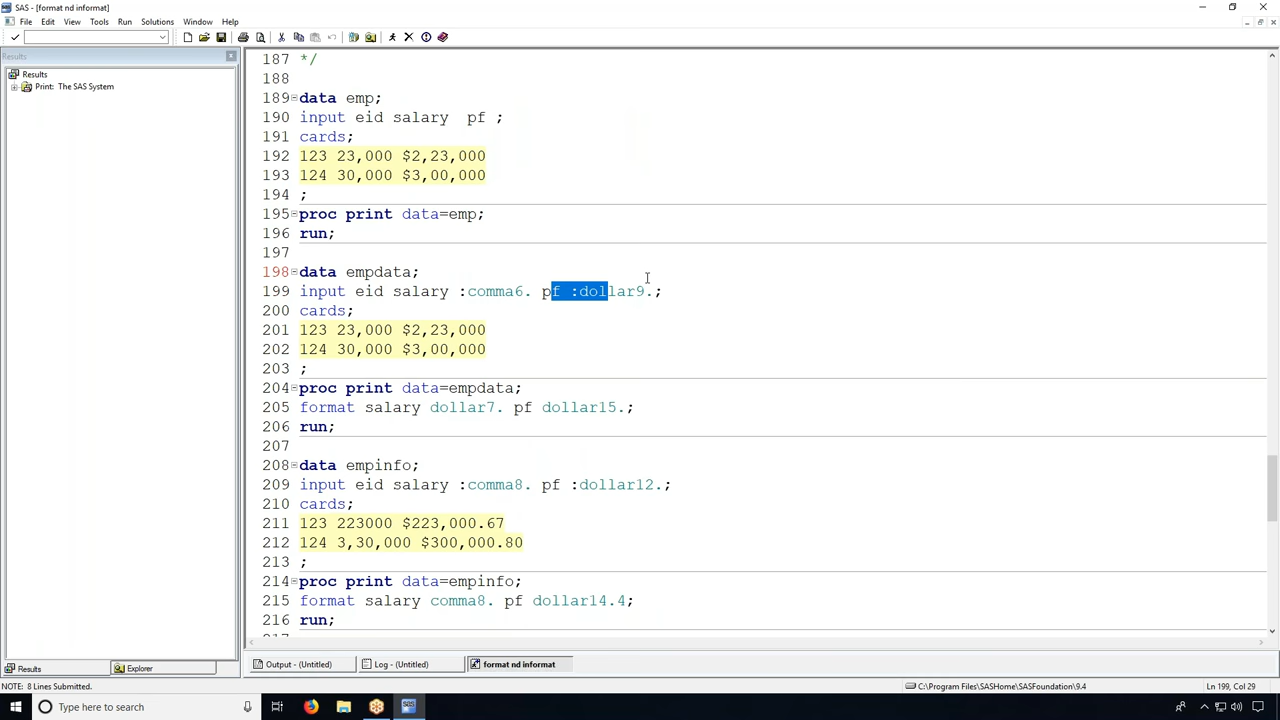 SAS - [format nd informat]
File Edit View Tools Run Solutions Window Help
Results
Results
Print: The SAS System
187 */
188
189 data emp;
190 input eid salary  pf ;
191 cards;
192 123 23,000 $2,23,000
193 124 30,000 $3,00,000
194 ;
195 proc print data=emp;
196 run;
197
198 data empdata;
199 input eid salary :comma6. pf :dollar9.;
200 cards;
201 123 23,000 $2,23,000
202 124 30,000 $3,00,000
203 ;
204 proc print data=empdata;
205 format salary dollar7. pf dollar15.;
206 run;
207
208 data empinfo;
209 input eid salary :comma8. pf :dollar12.;
210 cards;
211 123 223000 $223,000.67
212 124 3,30,000 $300,000.80
213 ;
214 proc print data=empinfo;
215 format salary comma8. pf dollar14.4;
216 run;
Results Explorer Output - (Untitled) Log - (Untitled) format nd informat
NOTE: 8 Lines Submitted. C:\Program Files\SASHome\SASFoundation\9.4 Ln 199, Col 29
Type here to search